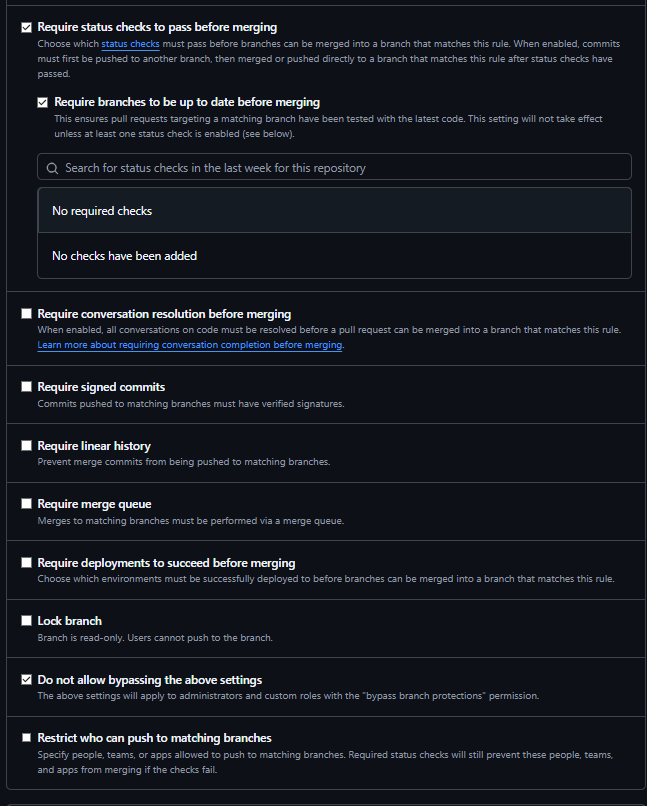 Require status checks to pass before merging
Choose which status checks must pass before branches can be merged into a branch that matches this rule. When enabled, commits
must first be pushed to another branch, then merged or pushed directly to a branch that matches this rule after status checks have
passed.
Require branches to be up to date before merging
This ensures pull requests targeting a matching branch have been tested with the latest code. This setting will not take effect
unless at least one status check is enabled (see below).
Search for status checks in the last week for this repository
No required checks
No checks have been added
Require conversation resolution before merging
When enabled, all conversations on code must be resolved before a pull request can be merged into a branch that matches this rule.
Learn more about requiring conversation completion before merging.
Require signed commits
Commits pushed to matching branches must have verified signatures.
Require linear history
Prevent merge commits from being pushed to matching branches.
Require merge queue
Merges to matching branches must be performed via a merge queue.
Require deployments to succeed before merging
Choose which environments must be successfully deployed to before branches can be merged into a branch that matches this rule.
Lock branch
Branch is read-only. Users cannot push to the branch.
Do not allow bypassing the above settings
The above settings will apply to administrators and custom roles with the "bypass branch protections" permission.
Restrict who can push to matching branches
Specify people, teams, or apps allowed to push to matching branches. Required status checks will still prevent these people, teams,
and apps from merging if the checks fail.